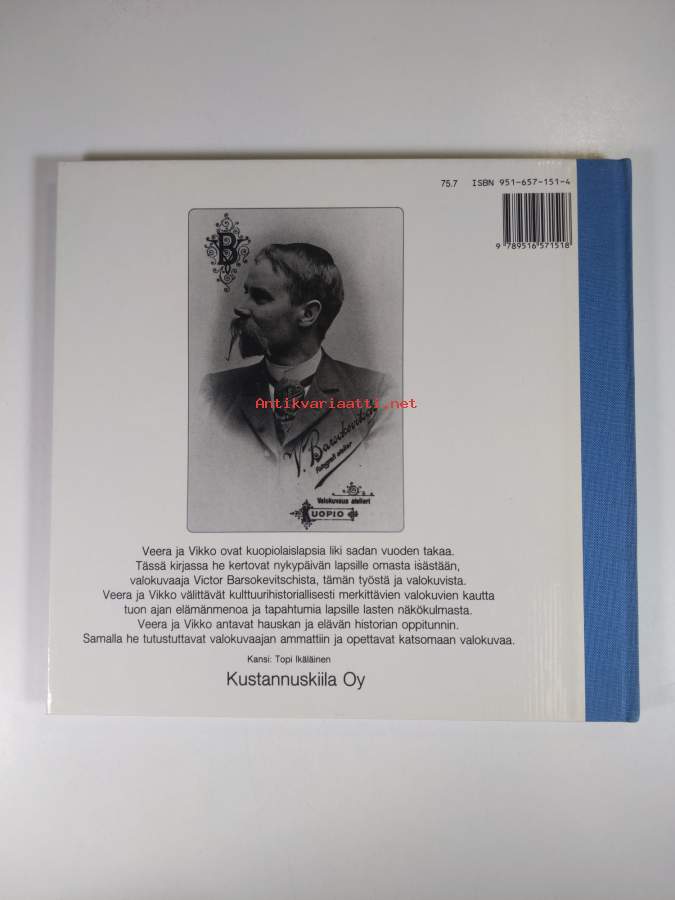 75.7 ISBN 951-657-151-4
9 789516 571518
B
Antikvariaatti.net
V. Barsokevitsch
Fotograf. atelier
Valokuvaus atelieri
KUOPIO
Veera ja Vikko ovat kuopiolaislapsia liki sadan vuoden takaa.
Tässä kirjassa he kertovat nykypäivän lapsille omasta isästään,
valokuvaaja Victor Barsokevitschista, tämän työstä ja valokuvista.
Veera ja Vikko välittävät kulttuurihistoriallisesti merkittävien valokuvien kautta
tuon ajan elämänmenoa ja tapahtumia lapsille lasten näkökulmasta.
Veera ja Vikko antavat hauskan ja elävän historian oppitunnin.
Samalla he tutustuttavat valokuvaajan ammattiin ja opettavat katsomaan valokuvaa.
Kansi: Topi Ikäläinen
Kustannuskiila Oy